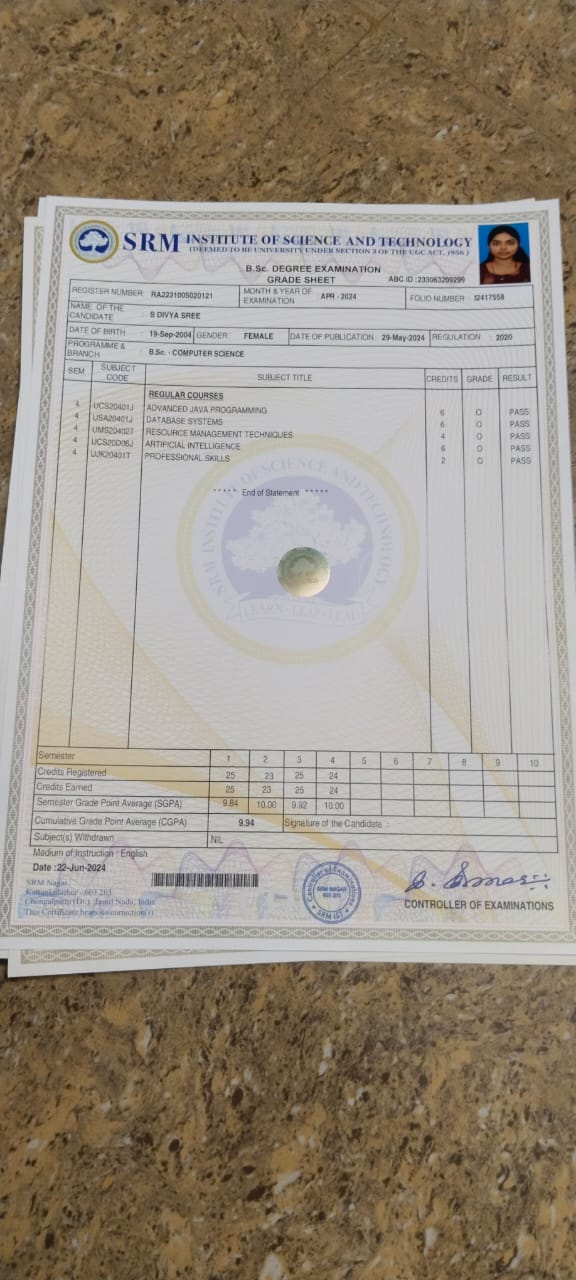 SRM INSTITUTE OF SCIENCE AND TECHNOLOGY
(DEEMED TO BE UNIVERSITY UNDER SECTION 3 OF THE UGC ACT, 1956)
B.Sc. DEGREE EXAMINATION
GRADE SHEET
ABC ID : 233063209299
REGISTER NUMBER : RA2231005020121 MONTH & YEAR OF EXAMINATION : APR - 2024 FOLIO NUMBER : I2417558
NAME OF THE CANDIDATE : S DIVYA SREE
DATE OF BIRTH : 19-Sep-2004 GENDER : FEMALE DATE OF PUBLICATION : 29-May-2024 REGULATION : 2020
PROGRAMME & BRANCH : B.Sc. - COMPUTER SCIENCE
SEM SUBJECT CODE SUBJECT TITLE CREDITS GRADE RESULT
REGULAR COURSES
4 UCS20401J ADVANCED JAVA PROGRAMMING 6 O PASS
4 USA20401J DATABASE SYSTEMS 6 O PASS
4 UMS20402T RESOURCE MANAGEMENT TECHNIQUES 4 O PASS
4 UCS20D06J ARTIFICIAL INTELLIGENCE 6 O PASS
4 UJK20401T PROFESSIONAL SKILLS 2 O PASS
***** End of Statement *****
SRM INSTITUTE OF SCIENCE AND TECHNOLOGY
LEARN - LEAP - LEAD
Semester 1 2 3 4 5 6 7 8 9 10
Credits Registered 25 23 25 24
Credits Earned 25 23 25 24
Semester Grade Point Average (SGPA) 9.84 10.00 9.92 10.00
Cumulative Grade Point Average (CGPA) 9.94 Signature of the Candidate :
Subject(s) Withdrawn NIL
Medium of Instruction : English
Date :22-Jun-2024
SRM Nagar,
Kattankulathur - 603 203
Chengalpattu (Dt.), Tamil Nadu, India
This Certificate bears no correction(s)
Controller of Examinations
SRM NAGAR
603 203
SRM IST
CONTROLLER OF EXAMINATIONS